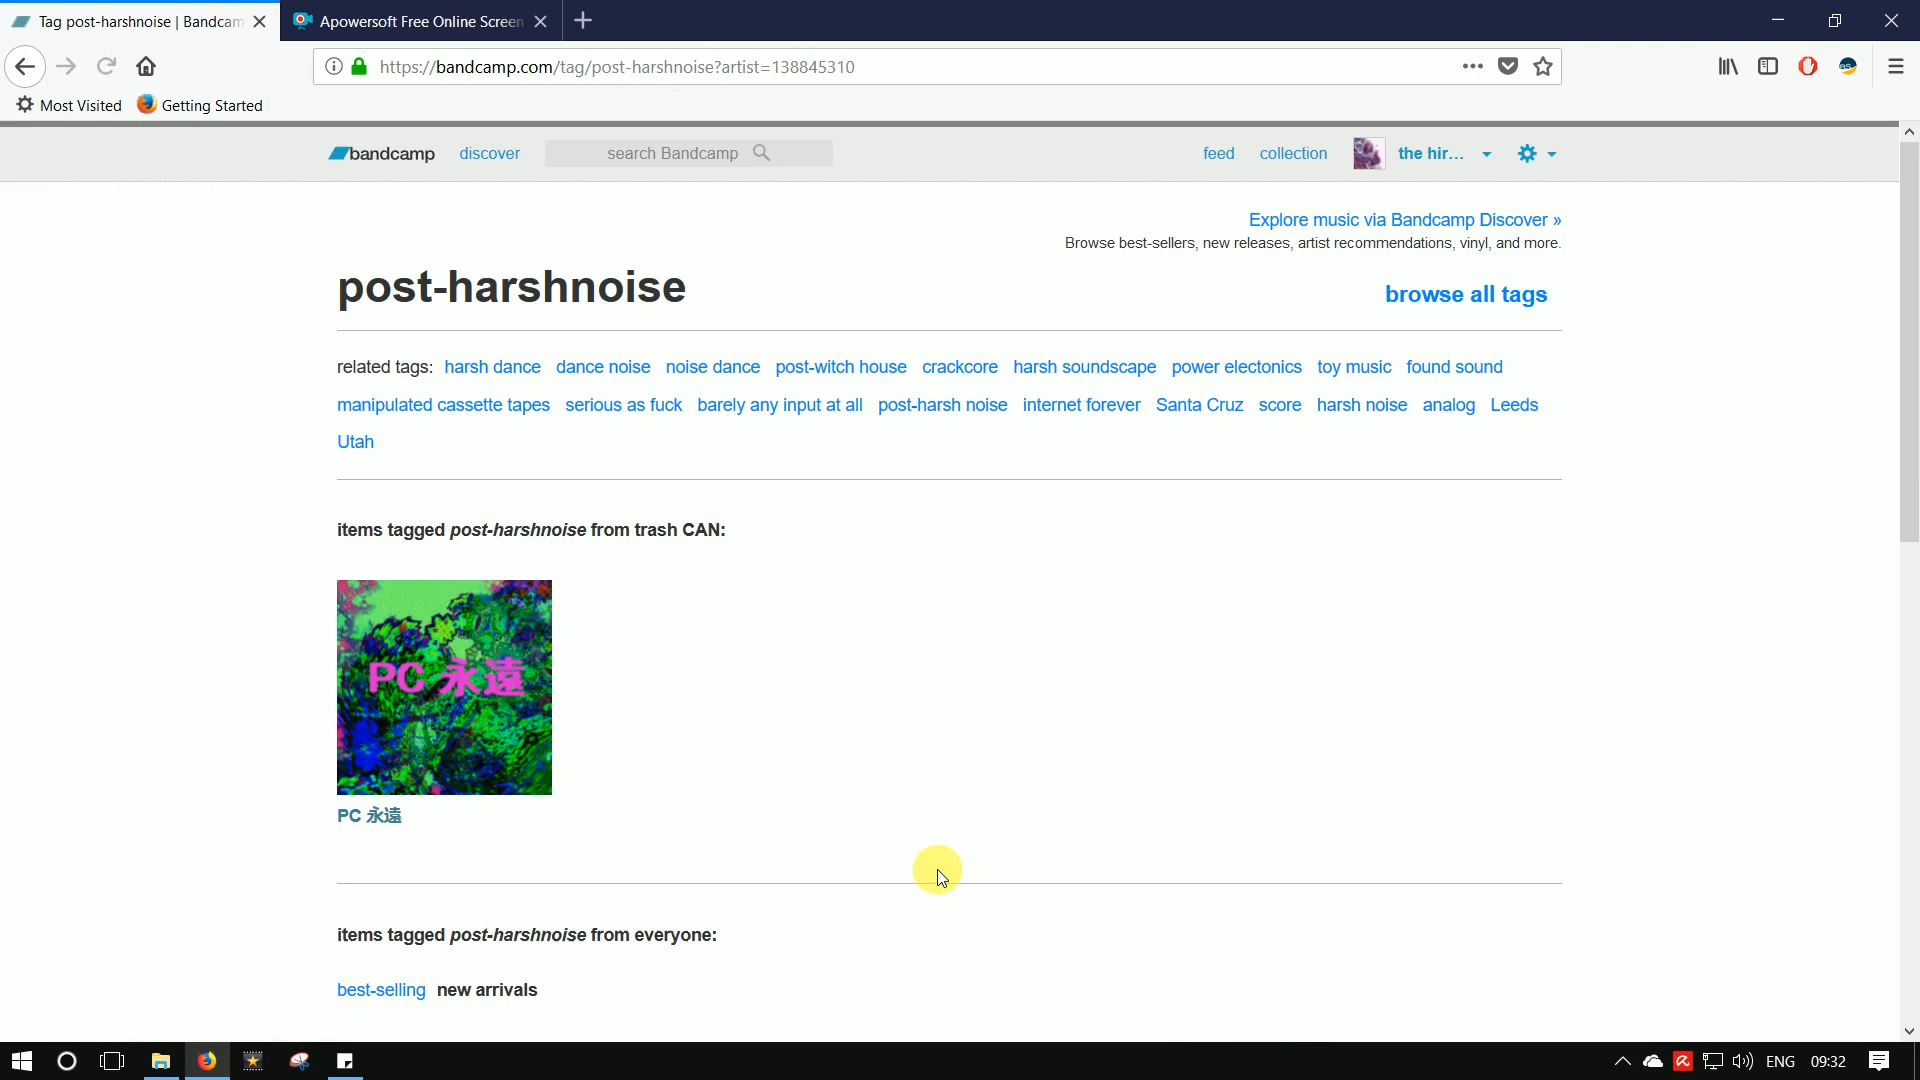 Tag post-harshnoise | Bandcam
Apowersoft Free Online Screen
https://bandcamp.com/tag/post-harshnoise?artist=138845310
Most Visited Getting Started
bandcamp discover search Bandcamp feed collection the hir...
Explore music via Bandcamp Discover »
Browse best-sellers, new releases, artist recommendations, vinyl, and more.
post-harshnoise browse all tags
related tags: harsh dance dance noise noise dance post-witch house crackcore harsh soundscape power electonics toy music found sound
manipulated cassette tapes serious as fuck barely any input at all post-harsh noise internet forever Santa Cruz score harsh noise analog Leeds
Utah
items tagged post-harshnoise from trash CAN:
PC 永遠
PC 永遠
items tagged post-harshnoise from everyone:
best-selling new arrivals
ENG 09:32